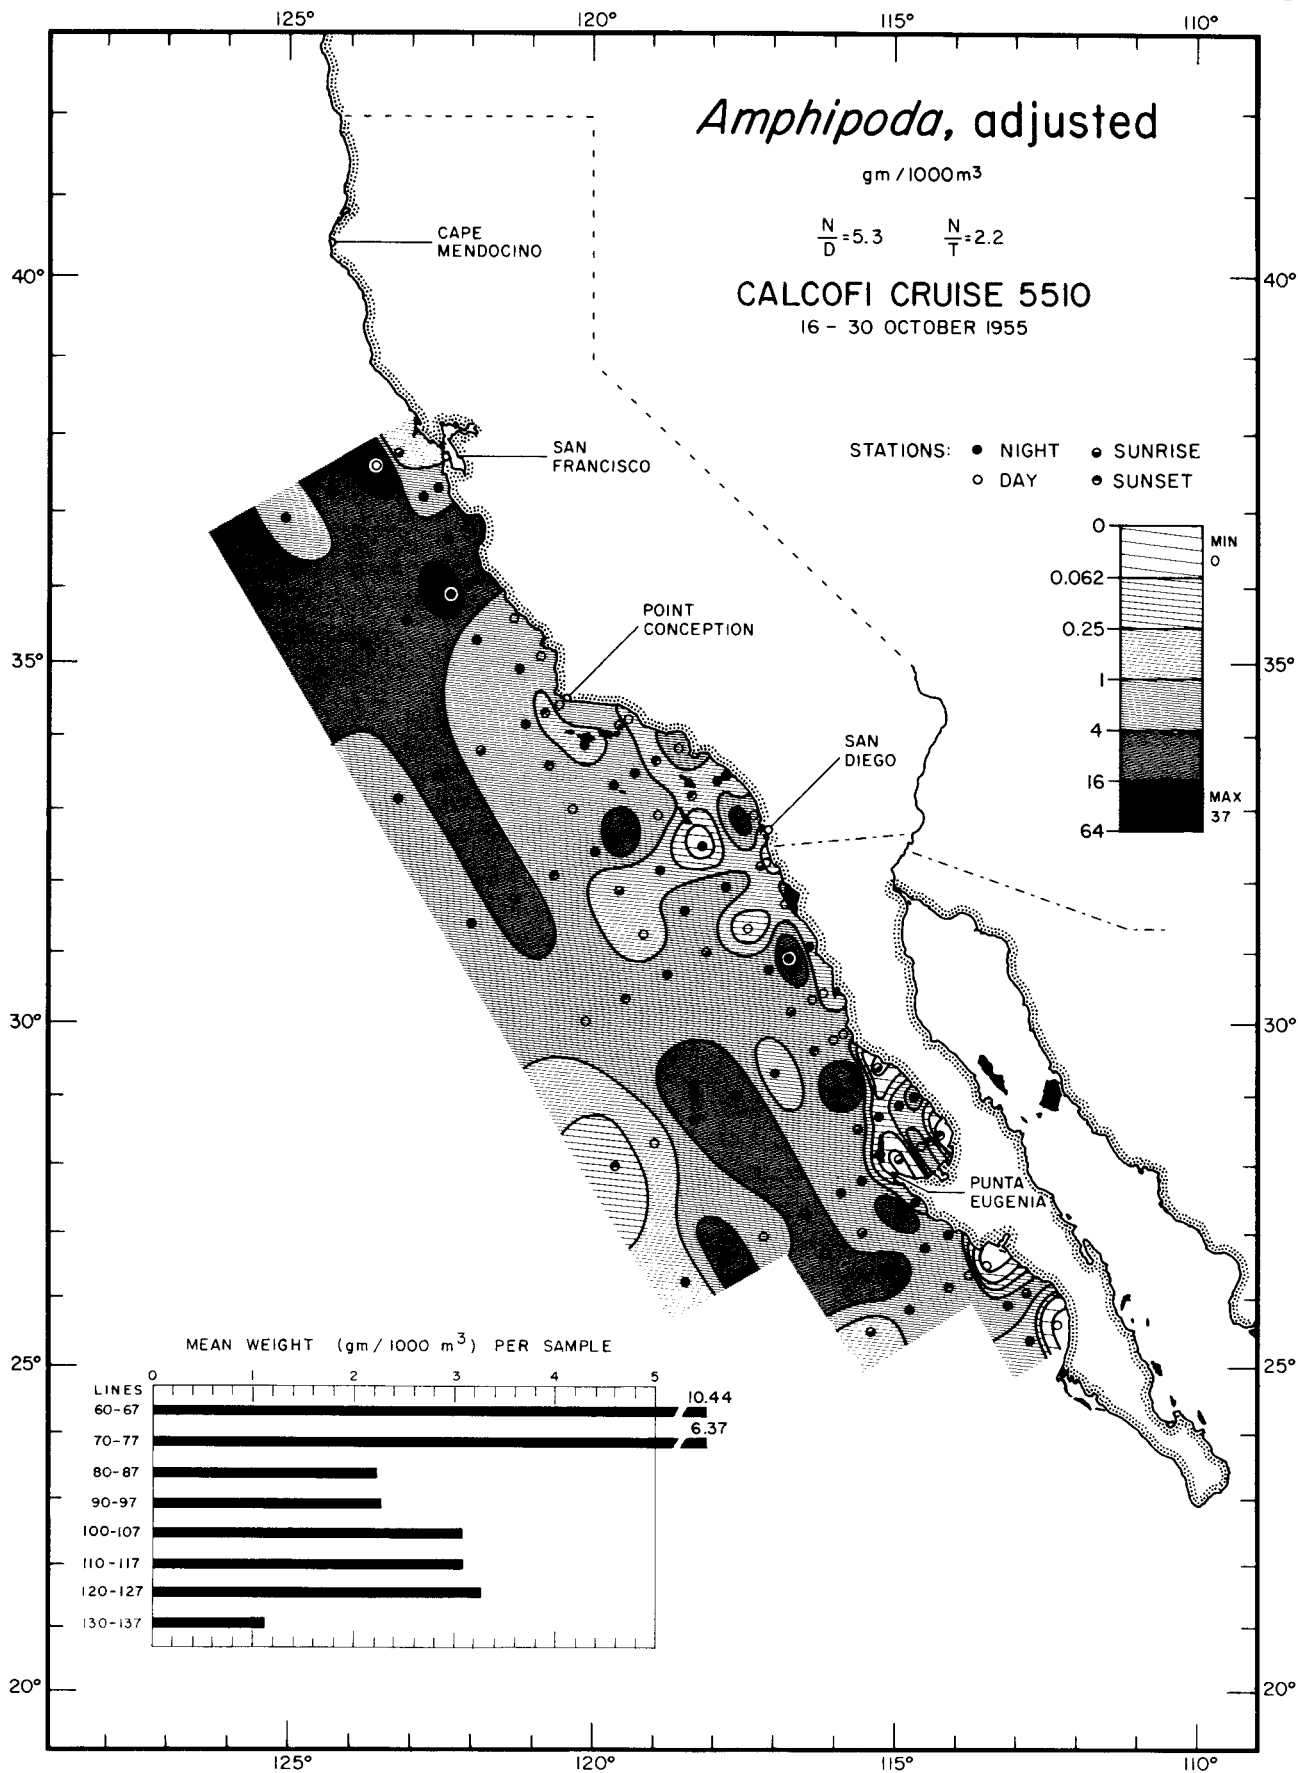 125° 120° 115° 110°
Amphipoda, adjusted
gm/1000m³
N/D=5.3 N/T=2.2
CALCOFI CRUISE 5510
16 – 30 OCTOBER 1955
CAPE
MENDOCINO
40° 40°
STATIONS: ● NIGHT SUNRISE
○ DAY SUNSET
SAN
FRANCISCO
0
MIN
0
0.062
0.25
1
4
16
MAX
37
64
POINT
CONCEPTION
35° 35°
SAN
DIEGO
30° 30°
PUNTA
EUGENIA
MEAN WEIGHT (gm/1000 m³) PER SAMPLE
25° 25°
0 1 2 3 4 5
LINES
60-67 10.44
70-77 6.37
80-87
90-97
100-107
110-117
120-127
130-137
20° 20°
125° 120° 115° 110°